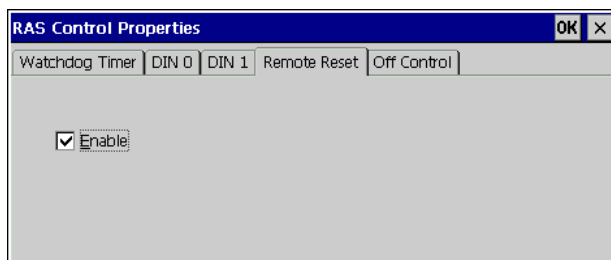 RAS Control Properties OK ×
Watchdog Timer DIN 0 DIN 1 Remote Reset Off Control
Enable